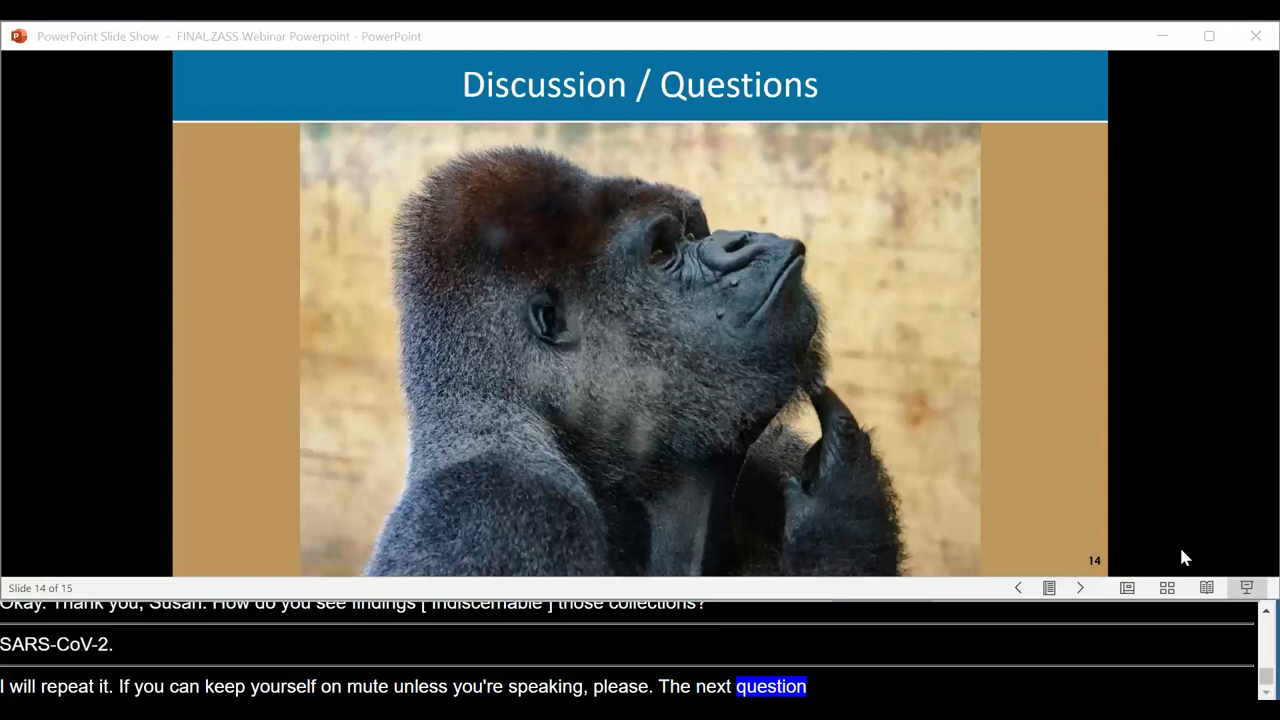 PowerPoint Slide Show - FINAL.ZASS Webinar Powerpoint - PowerPoint
Discussion / Questions
14
Slide 14 of 15
Okay. Thank you, Susan. How do you see findings [ Indiscernable ] those collections?
SARS-CoV-2.
I will repeat it. If you can keep yourself on mute unless you're speaking, please. The next question